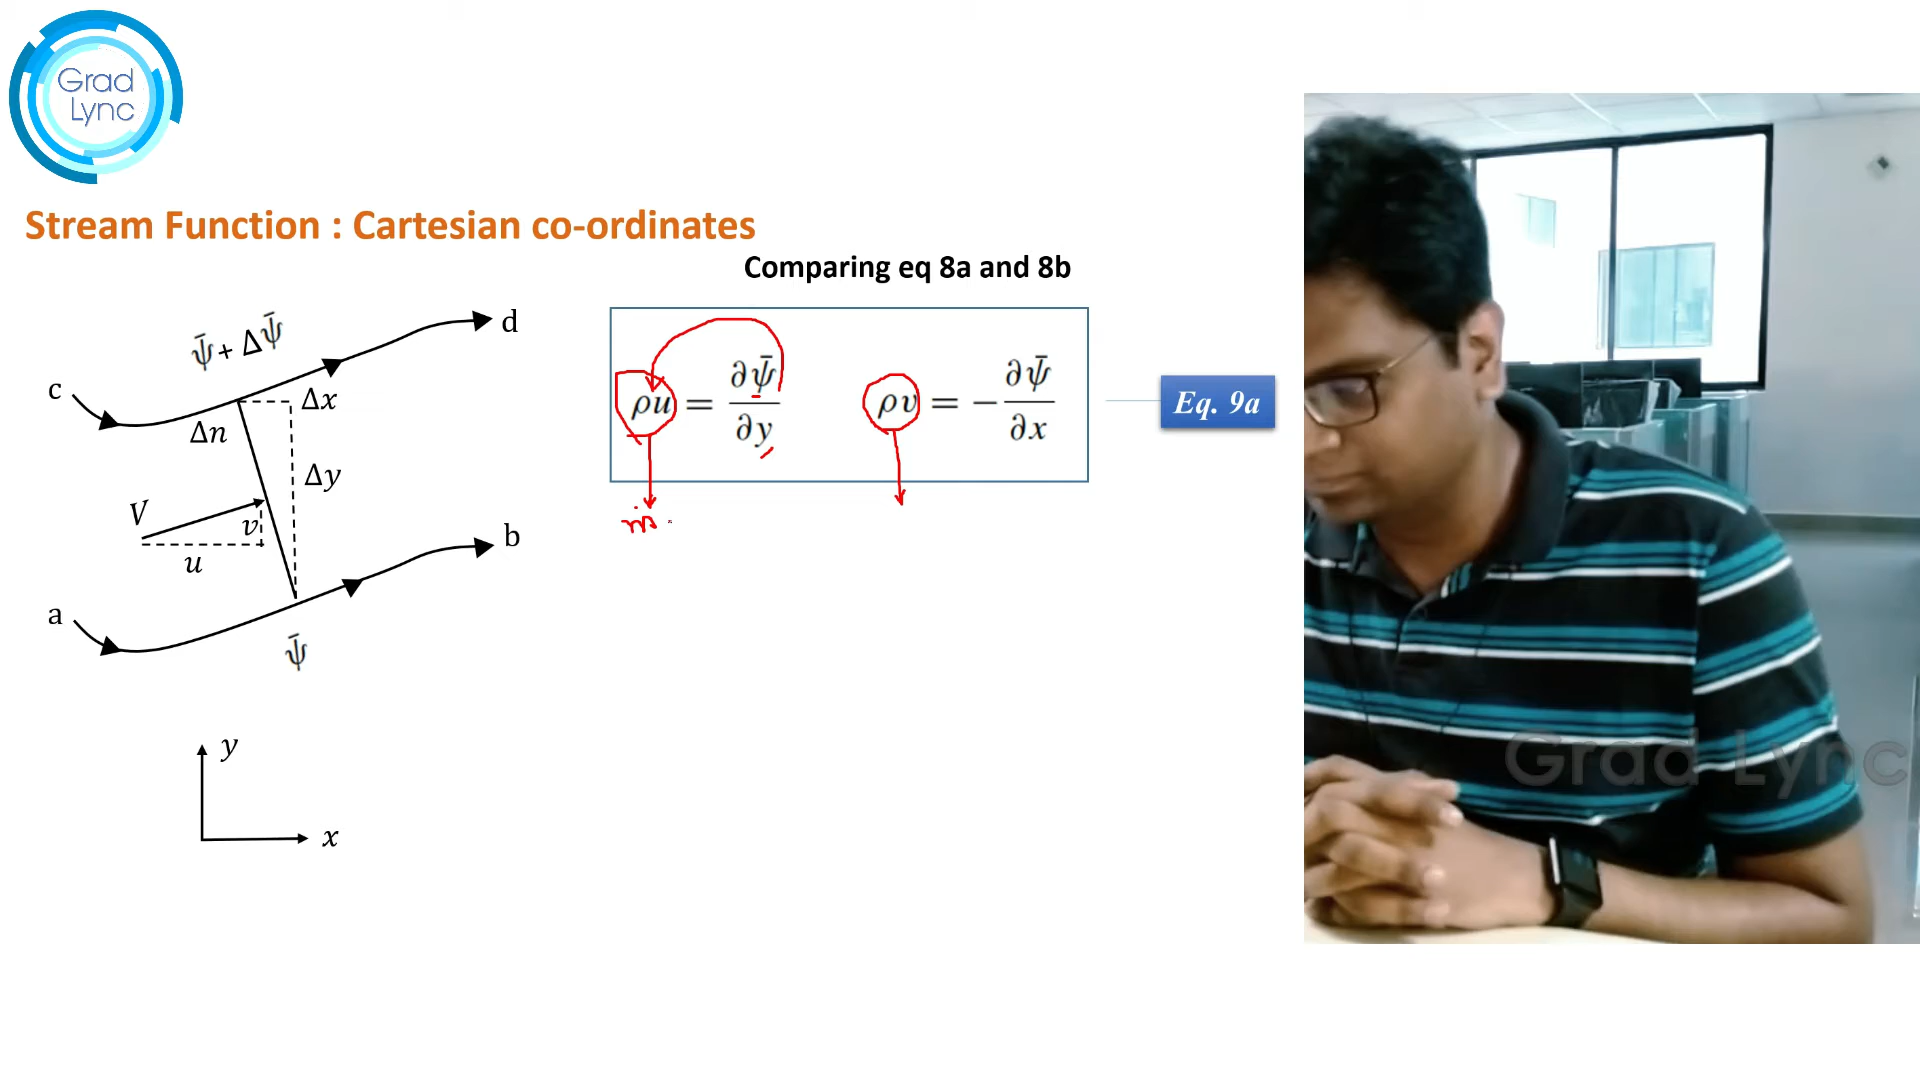 Grad
Lync
Stream Function : Cartesian co-ordinates
Comparing eq 8a and 8b
ψ̄ + Δψ̄
d
c
Δx
Δn
Δy
V
v
u
b
a
ψ̄
y
x
ρu = ∂ψ̄/∂y
ρv = −∂ψ̄/∂x
Eq. 9a
ṁ
Grad Lync